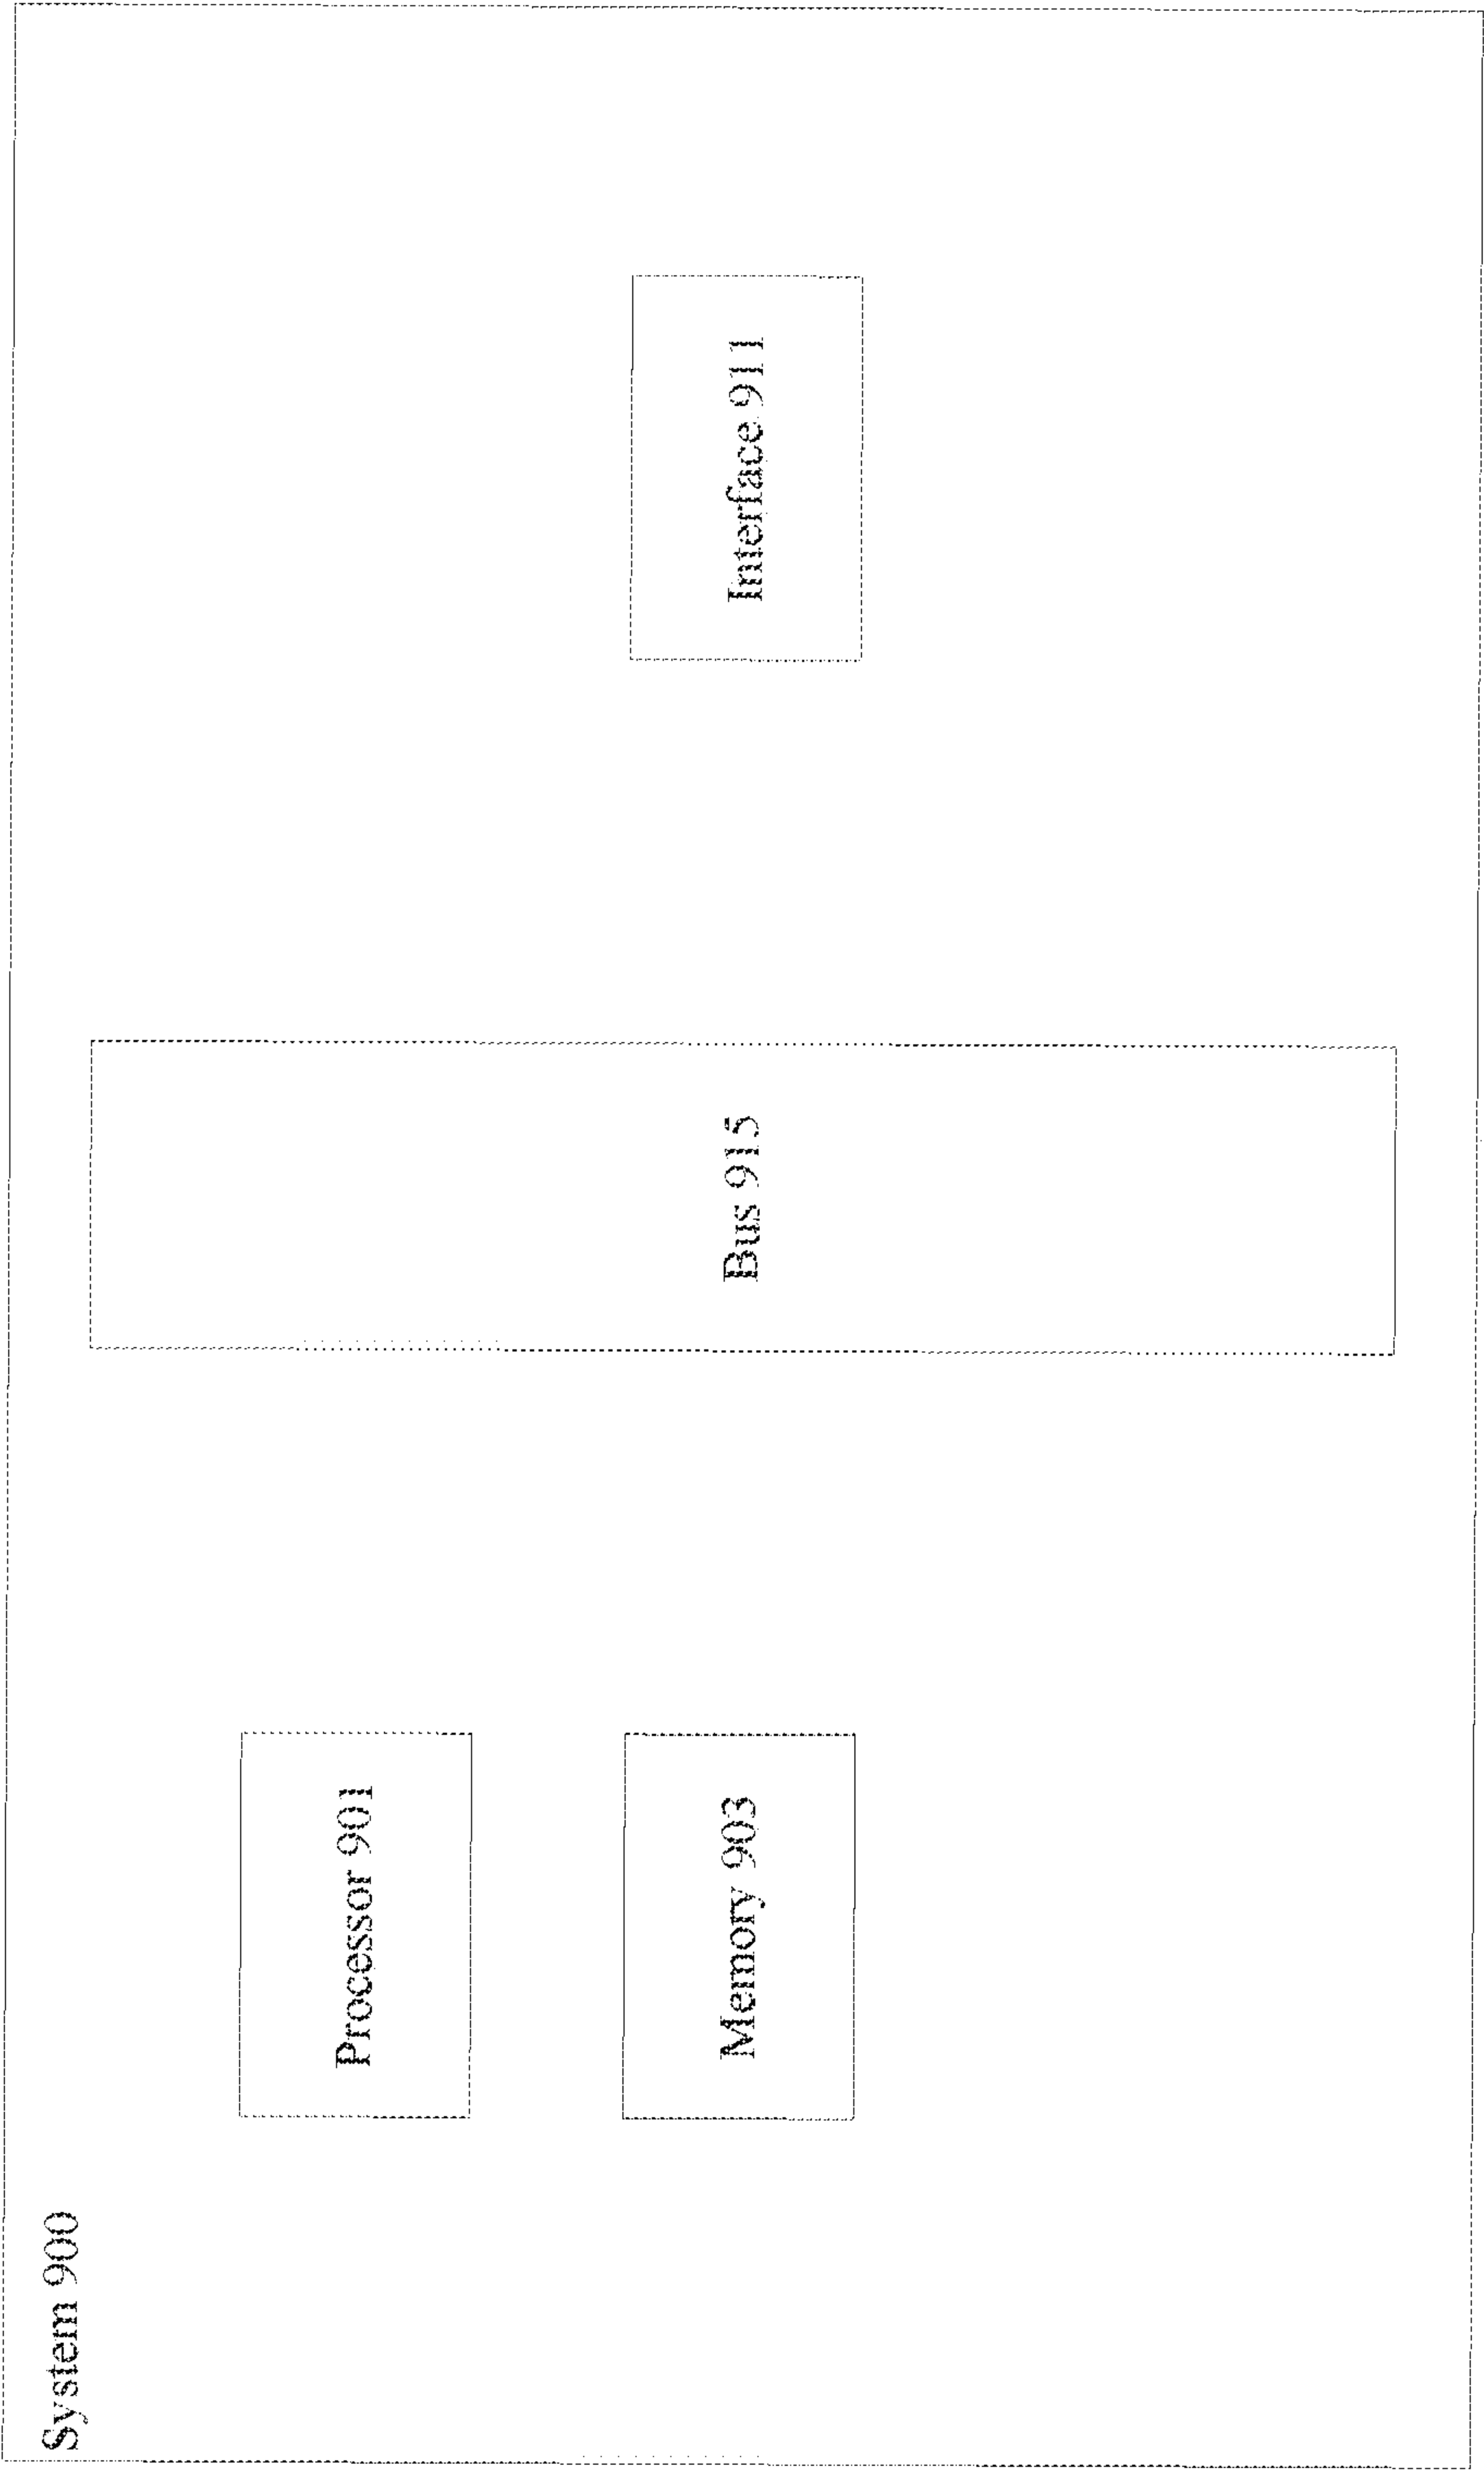 System 900
Processor 901
Memory 903
Bus 915
Interface 911